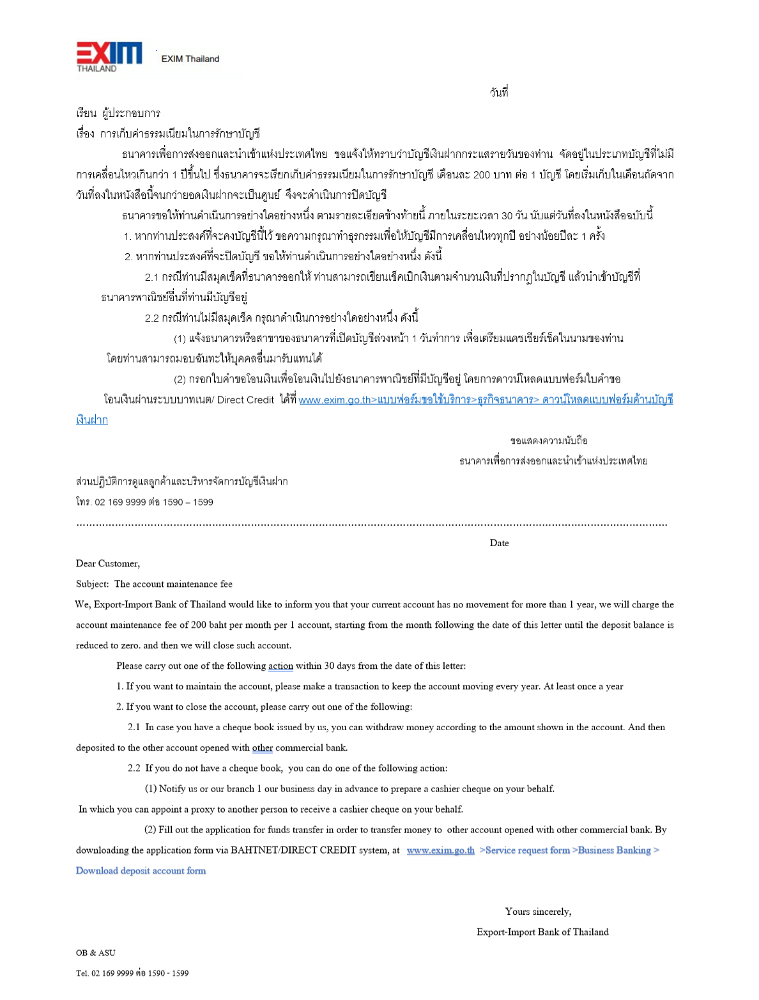 EXIM
THAILAND
EXIM Thailand
วันที่
เรียน ผู้ประกอบการ
เรื่อง การเก็บค่าธรรมเนียมในการรักษาบัญชี
ธนาคารเพื่อการส่งออกและนำเข้าแห่งประเทศไทย ขอแจ้งให้ทราบว่าบัญชีเงินฝากกระแสรายวันของท่าน จัดอยู่ในประเภทบัญชีที่ไม่มี
การเคลื่อนไหวเกินกว่า 1 ปีขึ้นไป ซึ่งธนาคารจะเรียกเก็บค่าธรรมเนียมในการรักษาบัญชี เดือนละ 200 บาท ต่อ 1 บัญชี โดยเริ่มเก็บในเดือนถัดจาก
วันที่ลงในหนังสือนี้จนกว่ายอดเงินฝากจะเป็นศูนย์ จึงจะดำเนินการปิดบัญชี
ธนาคารขอให้ท่านดำเนินการอย่างใดอย่างหนึ่ง ตามรายละเอียดข้างท้ายนี้ ภายในระยะเวลา 30 วัน นับแต่วันที่ลงในหนังสือฉบับนี้
1. หากท่านประสงค์ที่จะคงบัญชีนี้ไว้ ขอความกรุณาทำธุรกรรมเพื่อให้บัญชีมีการเคลื่อนไหวทุกปี อย่างน้อยปีละ 1 ครั้ง
2. หากท่านประสงค์ที่จะปิดบัญชี ขอให้ท่านดำเนินการอย่างใดอย่างหนึ่ง ดังนี้
2.1 กรณีท่านมีสมุดเช็คที่ธนาคารออกให้ ท่านสามารถเขียนเช็คเบิกเงินตามจำนวนเงินที่ปรากฏในบัญชี แล้วนำเข้าบัญชีที่
ธนาคารพาณิชย์อื่นที่ท่านมีบัญชีอยู่
2.2 กรณีท่านไม่มีสมุดเช็ค กรุณาดำเนินการอย่างใดอย่างหนึ่ง ดังนี้
(1) แจ้งธนาคารหรือสาขาของธนาคารที่เปิดบัญชีล่วงหน้า 1 วันทำการ เพื่อเตรียมแคชเชียร์เช็คในนามของท่าน
โดยท่านสามารถมอบฉันทะให้บุคคลอื่นมารับแทนได้
(2) กรอกใบคำขอโอนเงินเพื่อโอนเงินไปยังธนาคารพาณิชย์ที่มีบัญชีอยู่ โดยการดาวน์โหลดแบบฟอร์มใบคำขอ
โอนเงินผ่านระบบบาทเนต/ Direct Credit ได้ที่ www.exim.go.th>แบบฟอร์มขอใช้บริการ>ธุรกิจธนาคาร> ดาวน์โหลดแบบฟอร์มด้านบัญชี
เงินฝาก
ขอแสดงความนับถือ
ธนาคารเพื่อการส่งออกและนำเข้าแห่งประเทศไทย
ส่วนปฏิบัติการดูแลลูกค้าและบริหารจัดการบัญชีเงินฝาก
โทร. 02 169 9999 ต่อ 1590 – 1599
Date
Dear Customer,
Subject: The account maintenance fee
We, Export-Import Bank of Thailand would like to inform you that your current account has no movement for more than 1 year, we will charge the
account maintenance fee of 200 baht per month per 1 account, starting from the month following the date of this letter until the deposit balance is
reduced to zero. and then we will close such account.
Please carry out one of the following action within 30 days from the date of this letter:
1. If you want to maintain the account, please make a transaction to keep the account moving every year. At least once a year
2. If you want to close the account, please carry out one of the following:
2.1 In case you have a cheque book issued by us, you can withdraw money according to the amount shown in the account. And then
deposited to the other account opened with other commercial bank.
2.2 If you do not have a cheque book, you can do one of the following action:
(1) Notify us or our branch 1 our business day in advance to prepare a cashier cheque on your behalf.
In which you can appoint a proxy to another person to receive a cashier cheque on your behalf.
(2) Fill out the application for funds transfer in order to transfer money to other account opened with other commercial bank. By
downloading the application form via BAHTNET/DIRECT CREDIT system, at www.exim.go.th >Service request form >Business Banking >
Download deposit account form
Yours sincerely,
Export-Import Bank of Thailand
OB & ASU
Tel. 02 169 9999 ต่อ 1590 - 1599